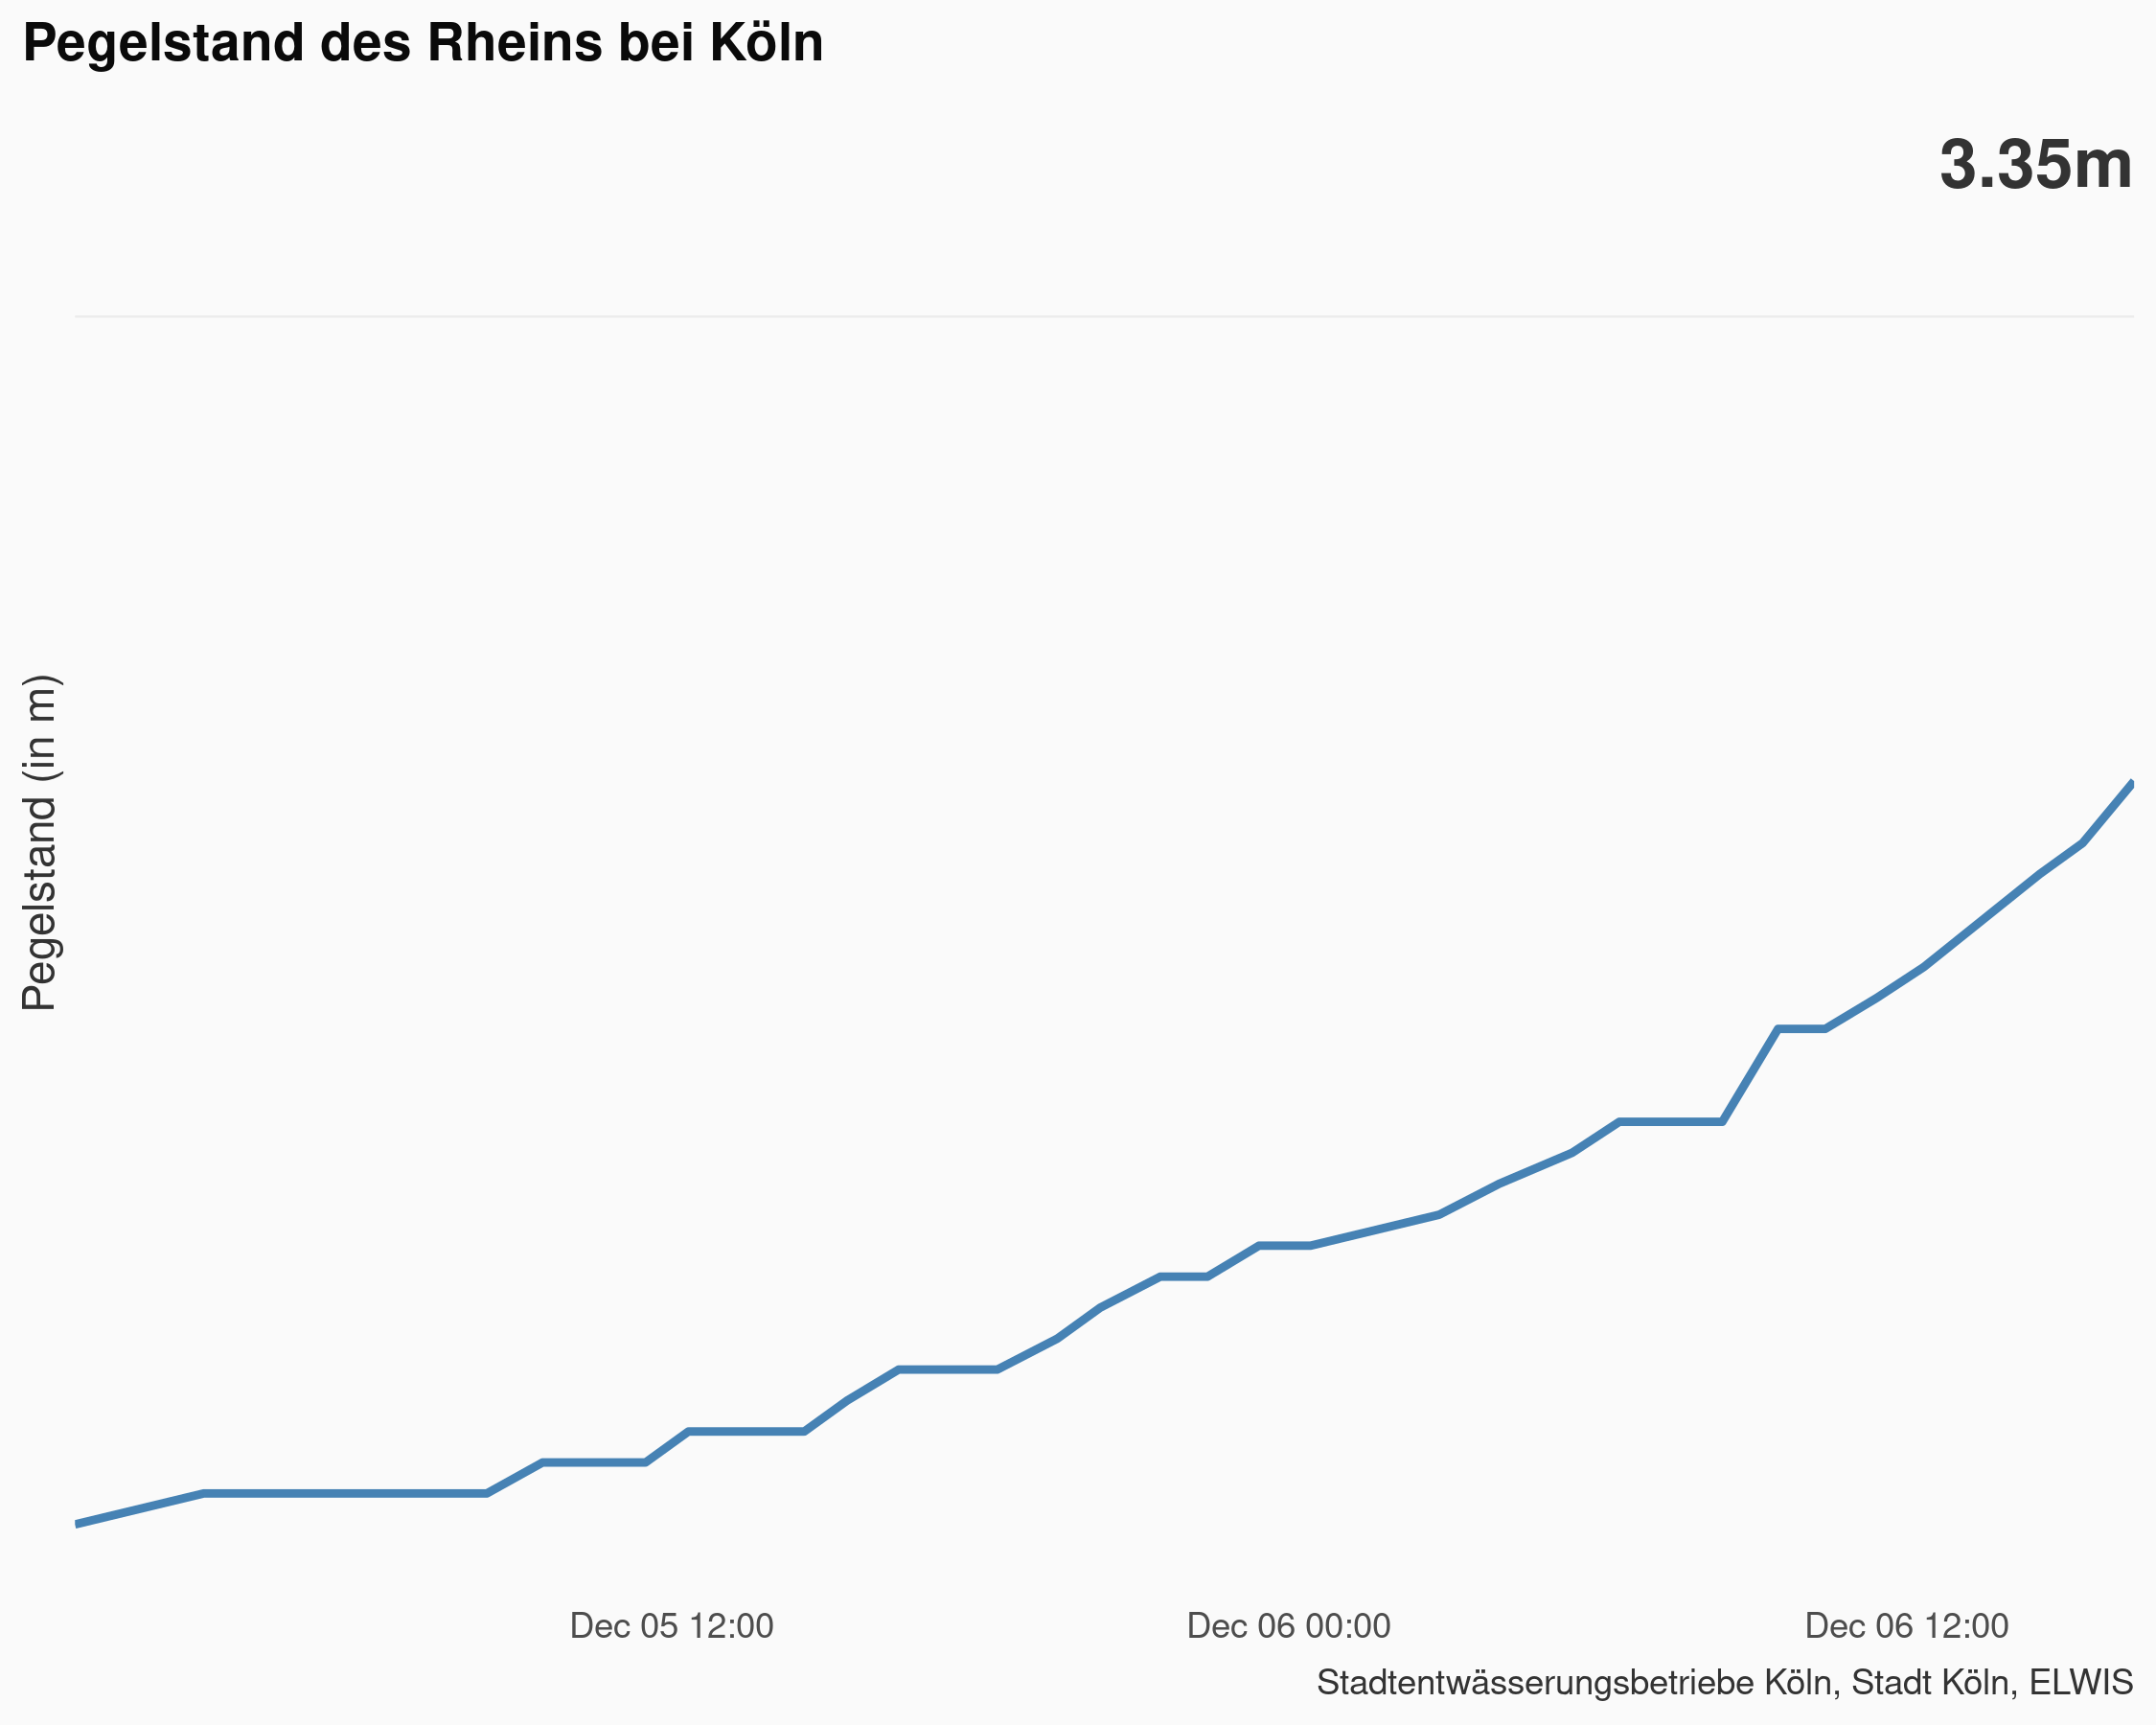 Pegelstand des Rheins bei Köln
3.35m
Pegelstand (in m)
Dec 05 12:00
Dec 06 00:00
Dec 06 12:00
Stadtentwässerungsbetriebe Köln, Stadt Köln, ELWIS